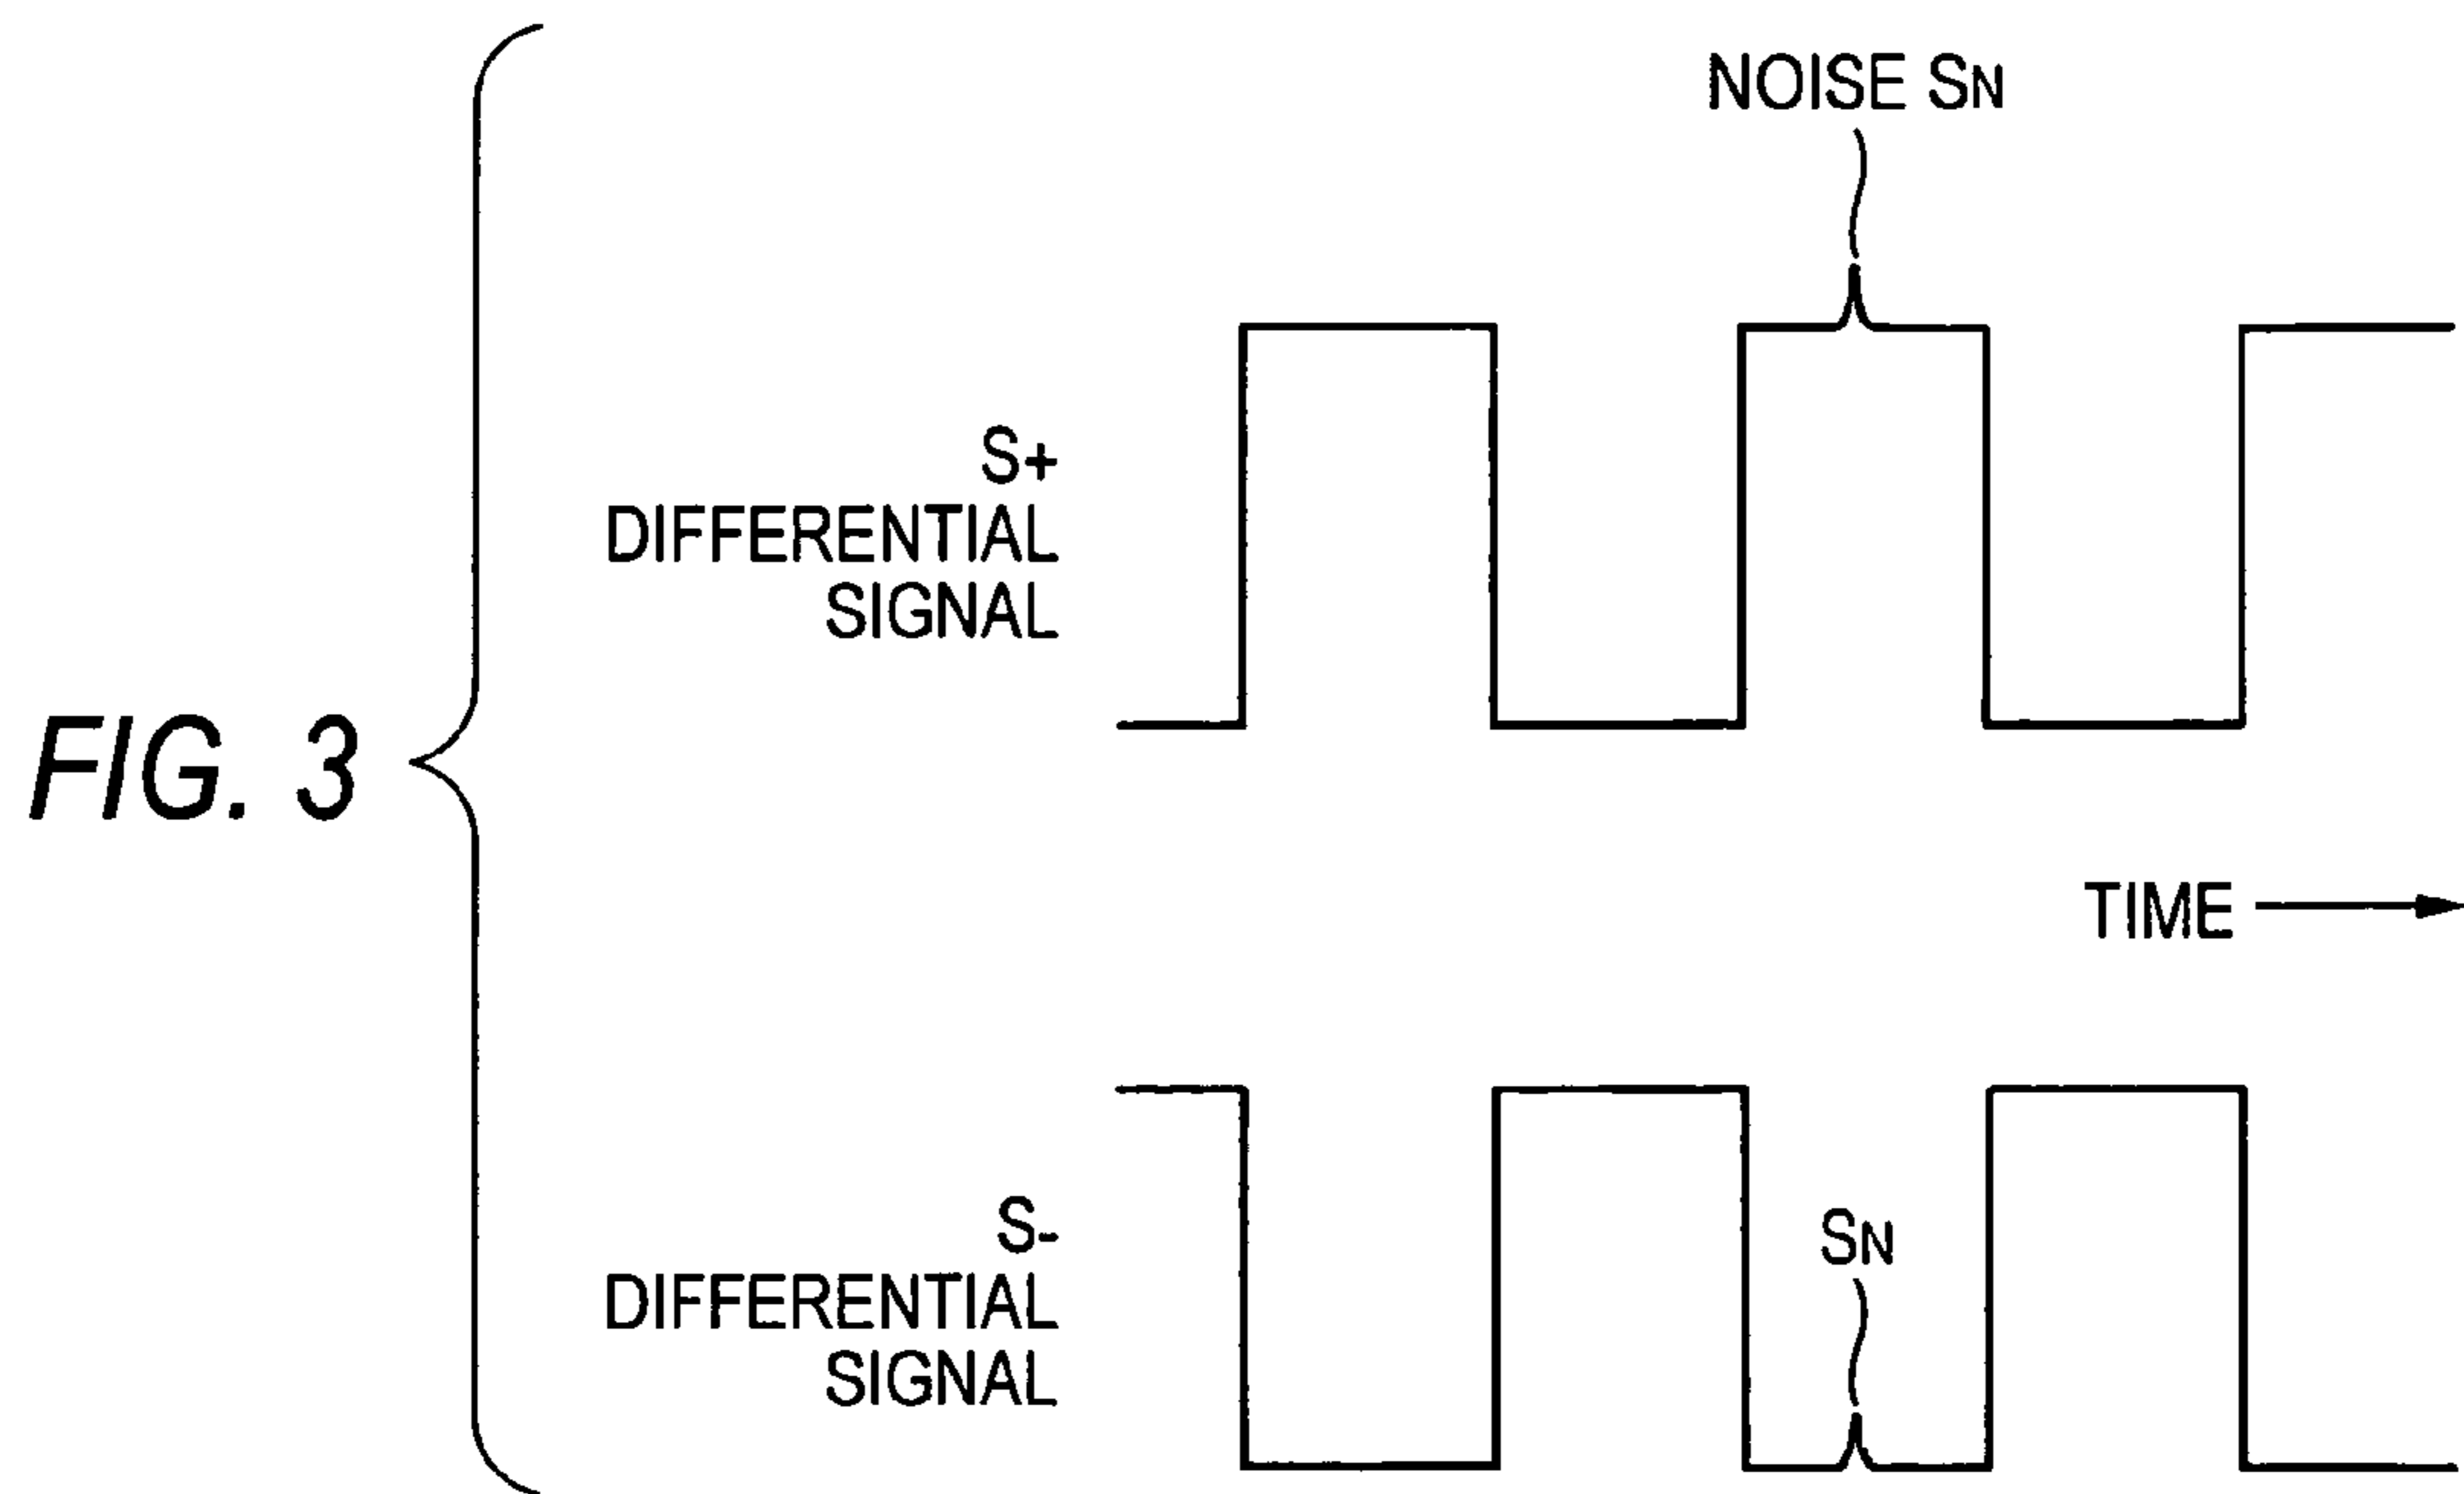 FIG. 3
NOISE SN
S+
DIFFERENTIAL
SIGNAL
TIME
S-
DIFFERENTIAL
SIGNAL
SN